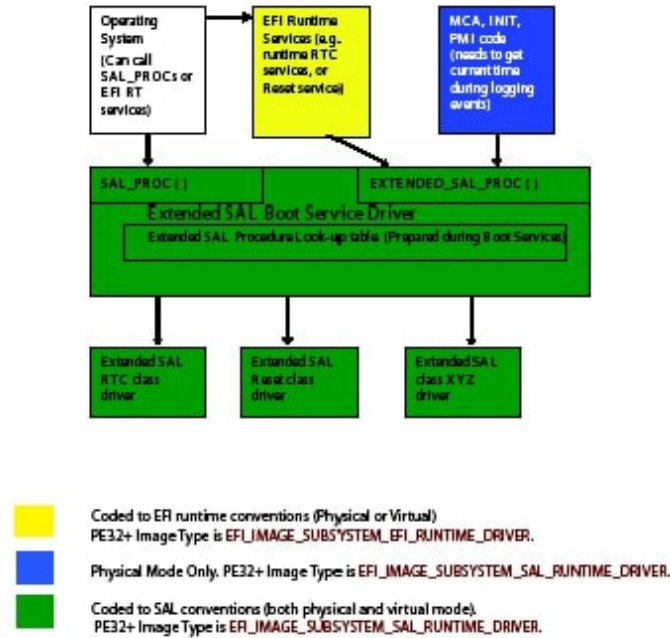 Operating
System
(Can call
SAL_PROCs or
EFI RT
services)
EFI Runtime
Services (e.g..
runtime RTC
services, or
Reset service))
MCA, INIT,
PMI code
(needs to get
current time
during logging
events)
SAL_PROC ( )
EXTENDED_SAL_PROC ( )
Extended SAL Boot Service Driver
Extended SAL Procedure Look-up table (Prepared during Boot Services)
Extended SAL
RTC class
driver
Extended SAL
Reset class
driver
Extended SAL
class XYZ
driver
Coded to EFI runtime conventions (Physical or Virtual)
PE32+ Image Type is EFI_IMAGE_SUBSYSTEM_EFI_RUNTIME_DRIVER.
Physical Mode Only. PE32+ Image Type is EFI_IMAGE_SUBSYSTEM_SAL_RUNTIME_DRIVER.
Coded to SAL conventions (both physical and virtual mode).
PE32+ Image Type is EFI_IMAGE_SUBSYSTEM_SAL_RUNTIME_DRIVER.